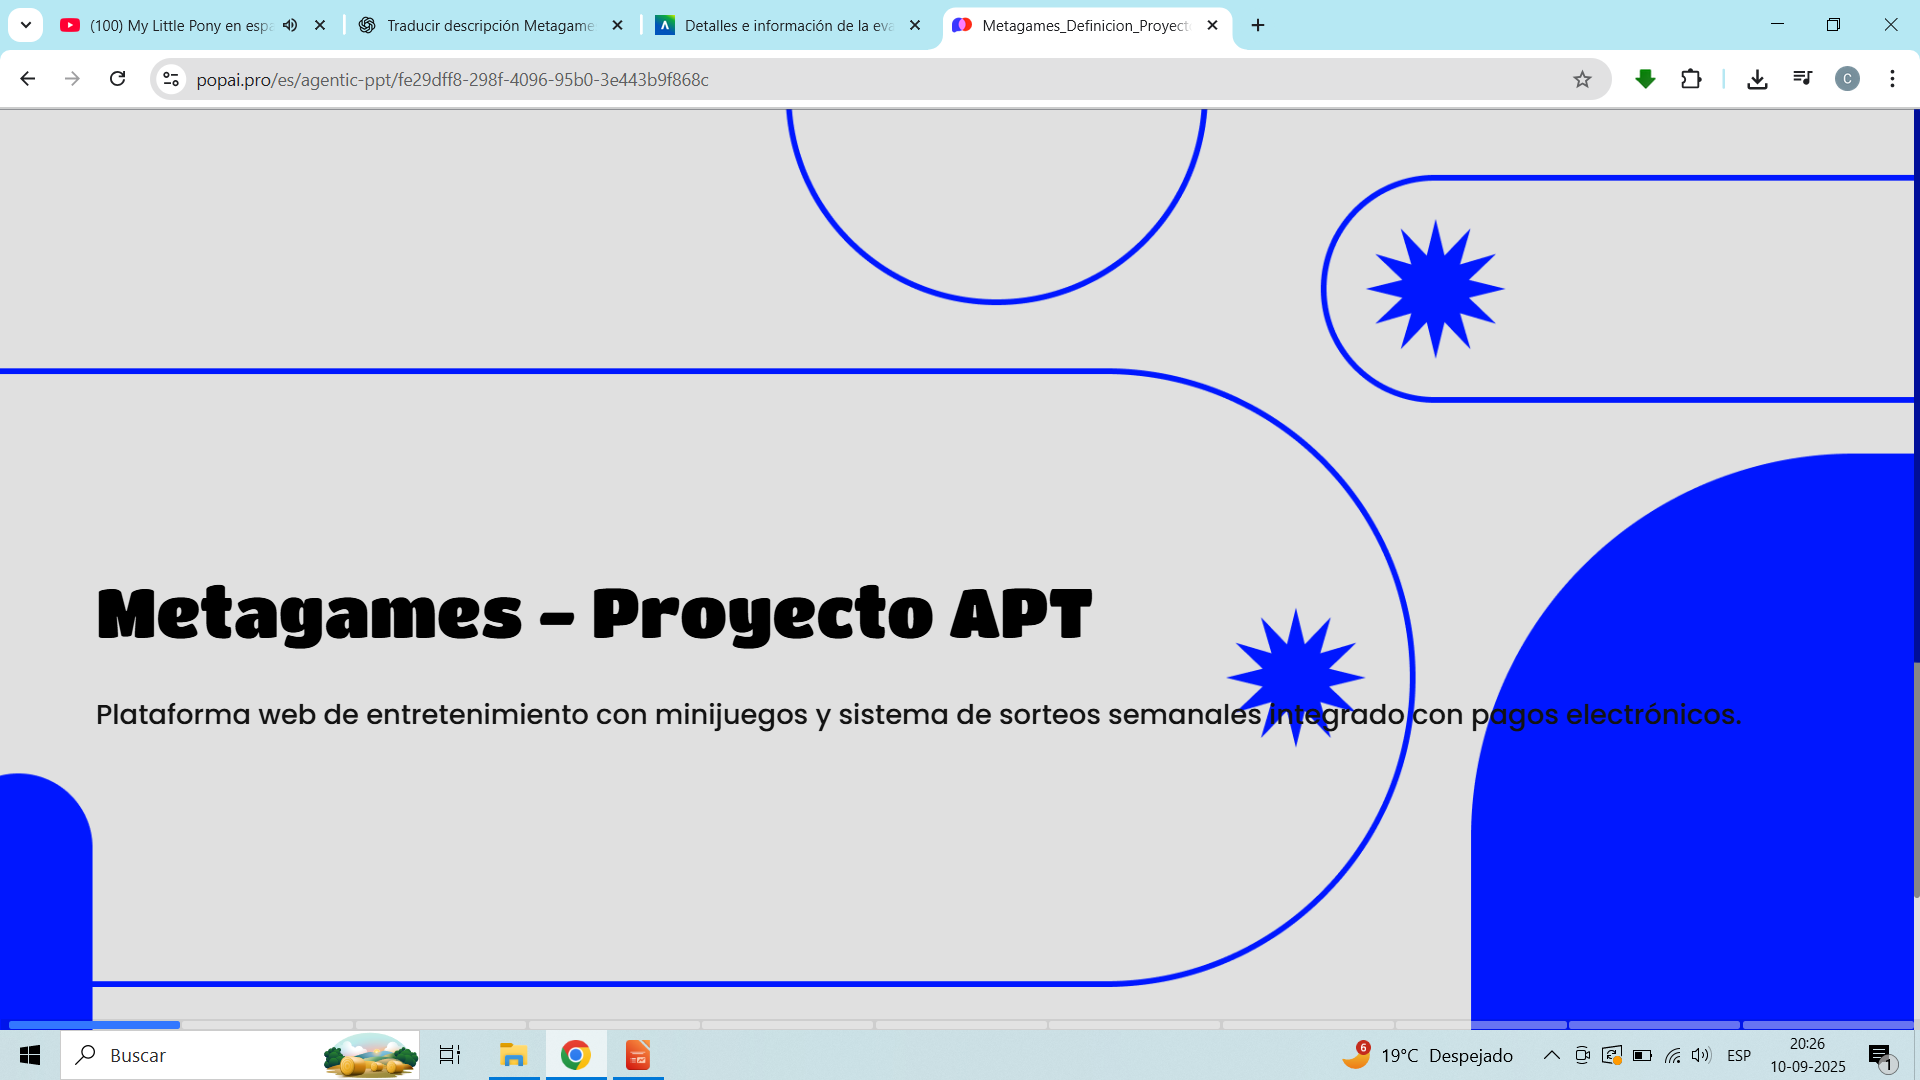 (100) My Little Pony en espa
Traducir descripción Metagame
Detalles e información de la eva
Metagames_Definicion_Proyect
popai.pro/es/agentic-ppt/fe29dff8-298f-4096-95b0-3e443b9f868c
C
Metagames - Proyecto APT
Plataforma web de entretenimiento con minijuegos y sistema de sorteos semanales integrado con pagos electrónicos.
Buscar
6
19°C Despejado
ESP
20:26
10-09-2025
1